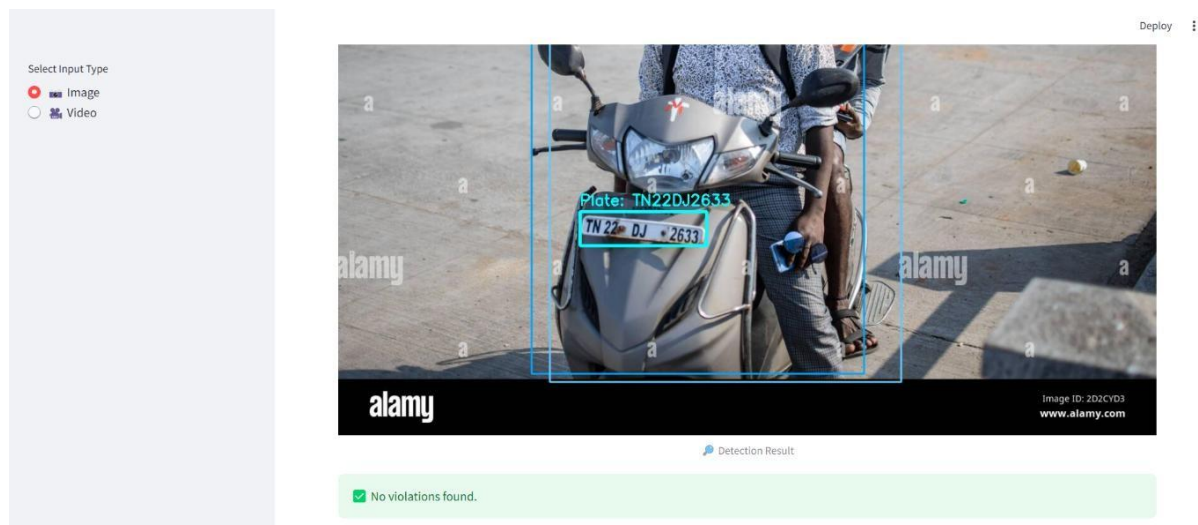 Deploy
Select Input Type
Image
Video
a
a
a
a
a
a
a
Plate: TN22DJ2633
TN 22 DJ 2633
alamy
a
a
alamy
a
a
a
a
alamy
Image ID: 2D2CYD3
www.alamy.com
Detection Result
No violations found.